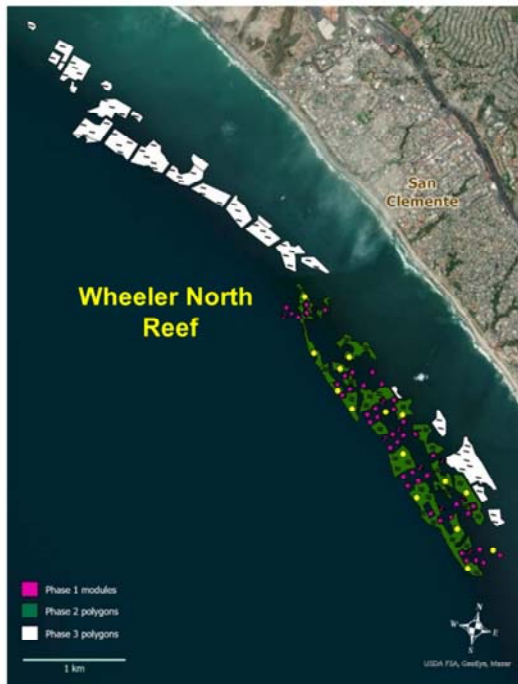 San
Clemente
Wheeler North
Reef
Phase 1 modules
Phase 2 polygons
Phase 3 polygons
1 km
N
W
E
S
USDA FSA, GeoEye, Maxar